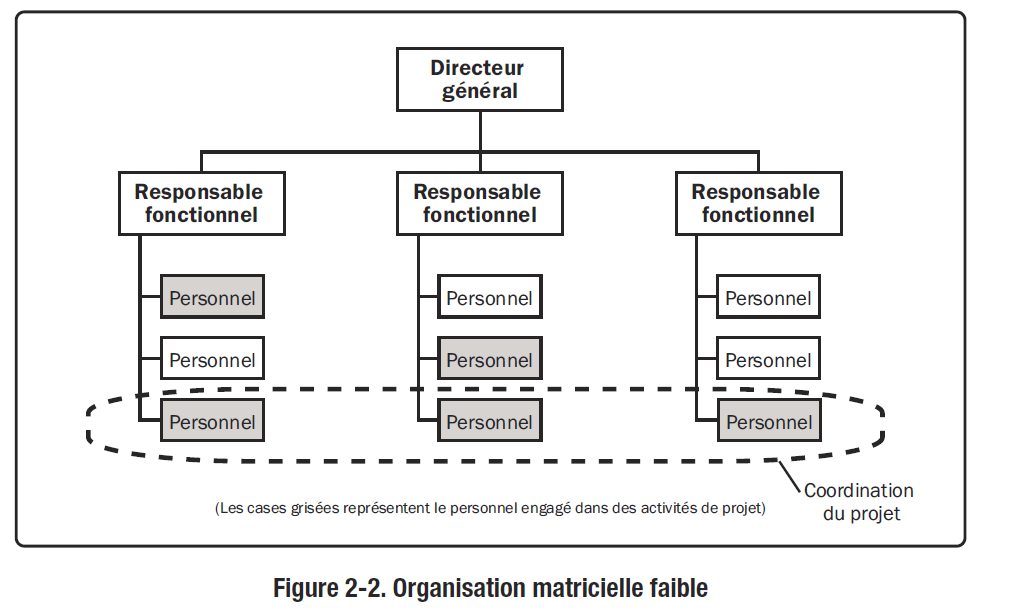 Directeur
général
Responsable
fonctionnel
Responsable
fonctionnel
Responsable
fonctionnel
Personnel
Personnel
Personnel
Personnel
Personnel
Personnel
Personnel
Personnel
Personnel
Coordination
du projet
(Les cases grisées représentent le personnel engagé dans des activités de projet)
Figure 2-2. Organisation matricielle faible